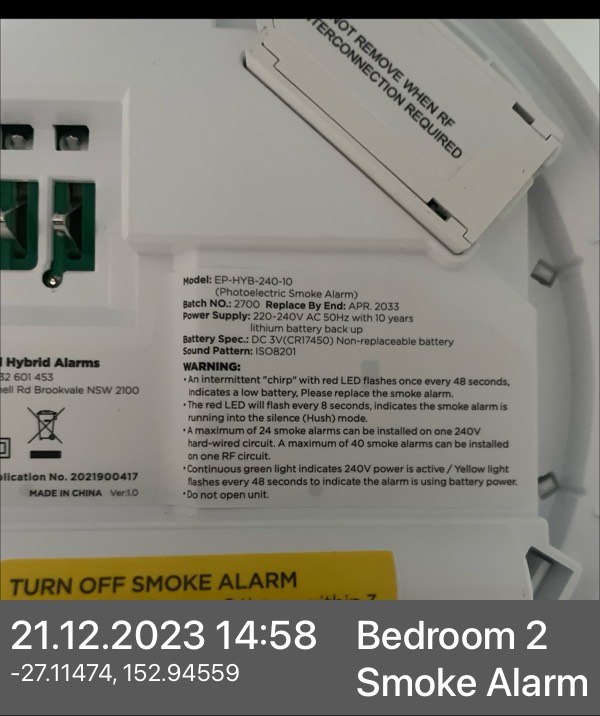 NOT REMOVE WHEN RF
INTERCONNECTION REQUIRED
Model: EP-HYB-240-10
(Photoelectric Smoke Alarm)
Batch NO.: 2700 Replace By End: APR. 2033
Power Supply: 220-240V AC 50Hz with 10 years
lithium battery back up
Battery Spec.: DC 3V(CR17450) Non-replaceable battery
Sound Pattern: ISO8201
WARNING:
•An intermittent "chirp" with red LED flashes once every 48 seconds,
indicates a low battery, Please replace the smoke alarm.
•The red LED will flash every 8 seconds, indicates the smoke alarm is
running into the silence (Hush) mode.
•A maximum of 24 smoke alarms can be installed on one 240V
hard-wired circuit. A maximum of 40 smoke alarms can be installed
on one RF circuit.
•Continuous green light indicates 240V power is active / Yellow light
flashes every 48 seconds to indicate the alarm is using battery power.
•Do not open unit.
Hybrid Alarms
32 601 453
Rd Brookvale NSW 2100
No. 2021900417
MADE IN CHINA Ver:1.0
TURN OFF SMOKE ALARM
21.12.2023 14:58
-27.11474, 152.94559
Bedroom 2
Smoke Alarm